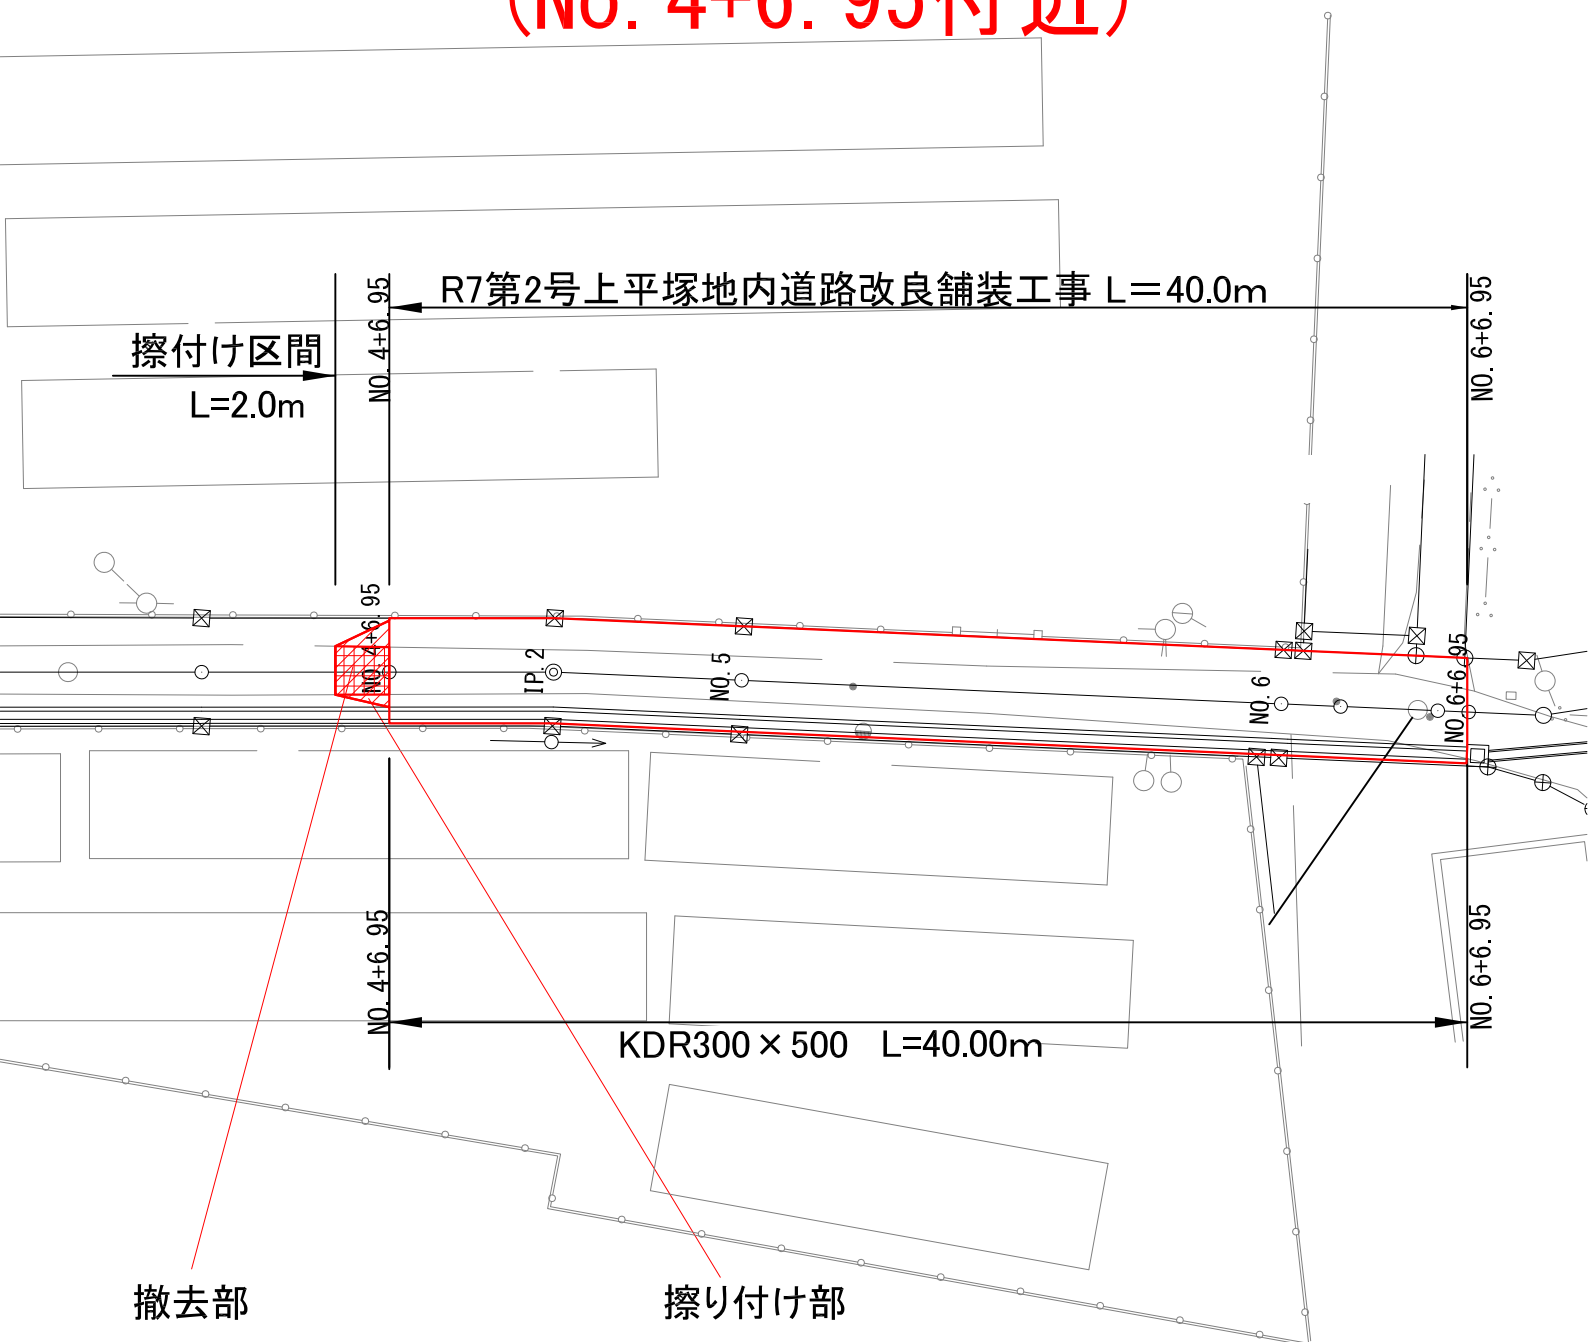 (No. 4+6. 95付近)
R7第2号上平塚地内道路改良舗装工事 L=40.0m
NO. 4+6. 95
NO. 6+6. 95
擦付け区間
L=2.0m
NO. 4+6. 95
IP. 2
NO. 5
NO. 6
NO. 6+6. 95
NO. 4+6. 95
NO. 6+6. 95
KDR300×500 L=40.00m
撤去部
擦り付け部